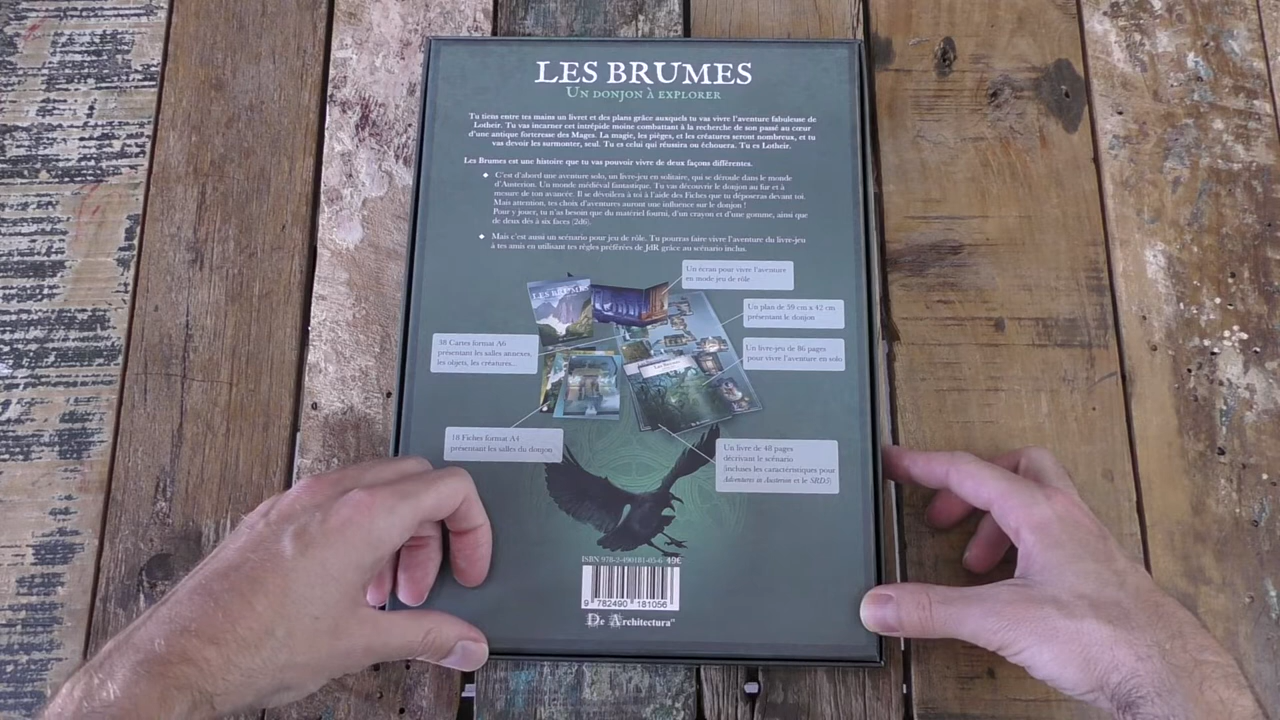 LES BRUMES
UN DONJON À EXPLORER
Tu tiens entre tes mains un livret et des plans grâce auxquels tu vas vivre l'aventure fabuleuse de
Lotheir. Tu vas incarner cet intrépide moine combattant à la recherche de son passé au cœur
d'une antique forteresse des Mages. La magie, les pièges, et les créatures seront nombreux, et tu
vas devoir les surmonter, seul. Tu es celui qui réussira ou échouera. Tu es Lotheir.
Les Brumes est une histoire que tu vas pouvoir vivre de deux façons différentes.
C'est d'abord une aventure solo, un livre-jeu en solitaire, qui se déroule dans le monde
d'Austerion. Un monde médiéval fantastique. Tu vas découvrir le donjon au fur et à
mesure de ton avancée. Il se dévoilera à toi à l'aide des Fiches que tu déposeras devant toi.
Mais attention, tes choix d'aventures auront une influence sur le donjon !
Pour y jouer, tu n'as besoin que du matériel fourni, d'un crayon et d'une gomme, ainsi que
de deux dés à six faces (2d6).
Mais c'est aussi un scénario pour jeu de rôle. Tu pourras faire vivre l'aventure du livre-jeu
à tes amis en utilisant tes règles préférées de JdR grâce au scénario inclus.
Un écran pour vivre l'aventure
en mode jeu de rôle
LES BRUMES
Un plan de 59 cm x 42 cm
présentant le donjon
38 Cartes format A6
présentant les salles annexes,
les objets, les créatures...
Un livre-jeu de 86 pages
pour vivre l'aventure en solo
18 Fiches format A4
présentant les salles du donjon
Un livre de 48 pages
décrivant le scénario
(incluses les caractéristiques pour
Adventures in Austerion et le SRD5)
ISBN 978-2-490181-05-6 49€
9 782490 181056
De Architectura